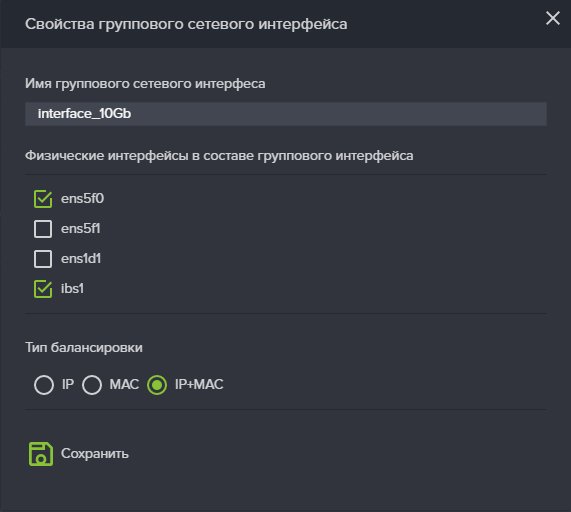 Свойства группового сетевого интерфейса
Имя группового сетевого интерфеса
interface_10Gb
Физические интерфейсы в составе группового интерфейса
ens5f0
ens5f1
ens1d1
ibs1
Тип балансировки
IP MAC IP+MAC
Сохранить